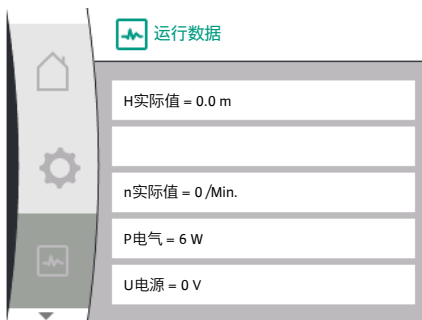 运行数据
H实际值 = 0.0 m
n实际值 = 0 /Min.
P电气 = 6 W
U电源 = 0 V